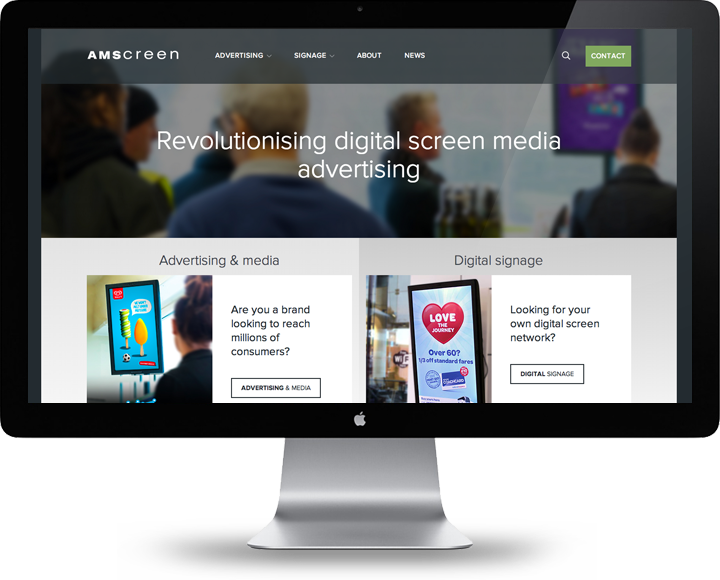 AMScreen
ADVERTISING
SIGNAGE
ABOUT
NEWS
CONTACT
Revolutionising digital screen media
advertising
Advertising & media
Digital signage
Are you a brand
looking to reach
millions of
consumers?
ADVERTISING & MEDIA
LOVE
THE
JOURNEY
Over 60?
1/3 off standard fares
Looking for your
own digital screen
network?
DIGITAL SIGNAGE